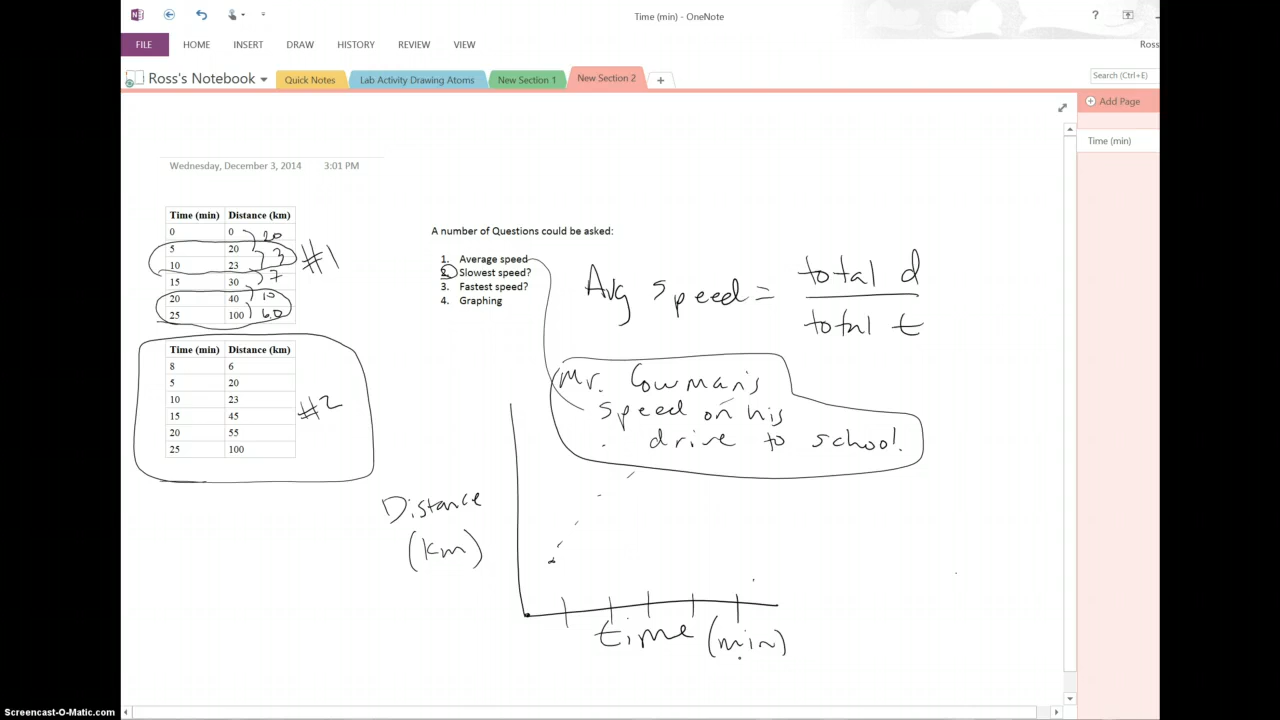 Time (min) - OneNote
?
FILE HOME INSERT DRAW HISTORY REVIEW VIEW
Ross
Ross's Notebook Quick Notes Lab Activity Drawing Atoms New Section 1 New Section 2 +
Search (Ctrl+E)
Add Page
Time (min)
Wednesday, December 3, 2014 3:01 PM
Time (min) Distance (km)
0 0
5 20
10 23
15 30
20 40
25 100
20
3
7
10
60
#1
Time (min) Distance (km)
8 6
5 20
10 23
15 45
20 55
25 100
#2
A number of Questions could be asked:
1. Average speed
2. Slowest speed?
3. Fastest speed?
4. Graphing
Avg speed = total d
total t
Mr. Cowman's
speed on his
drive to school.
Distance
(km)
time (min)
Screencast-O-Matic.com